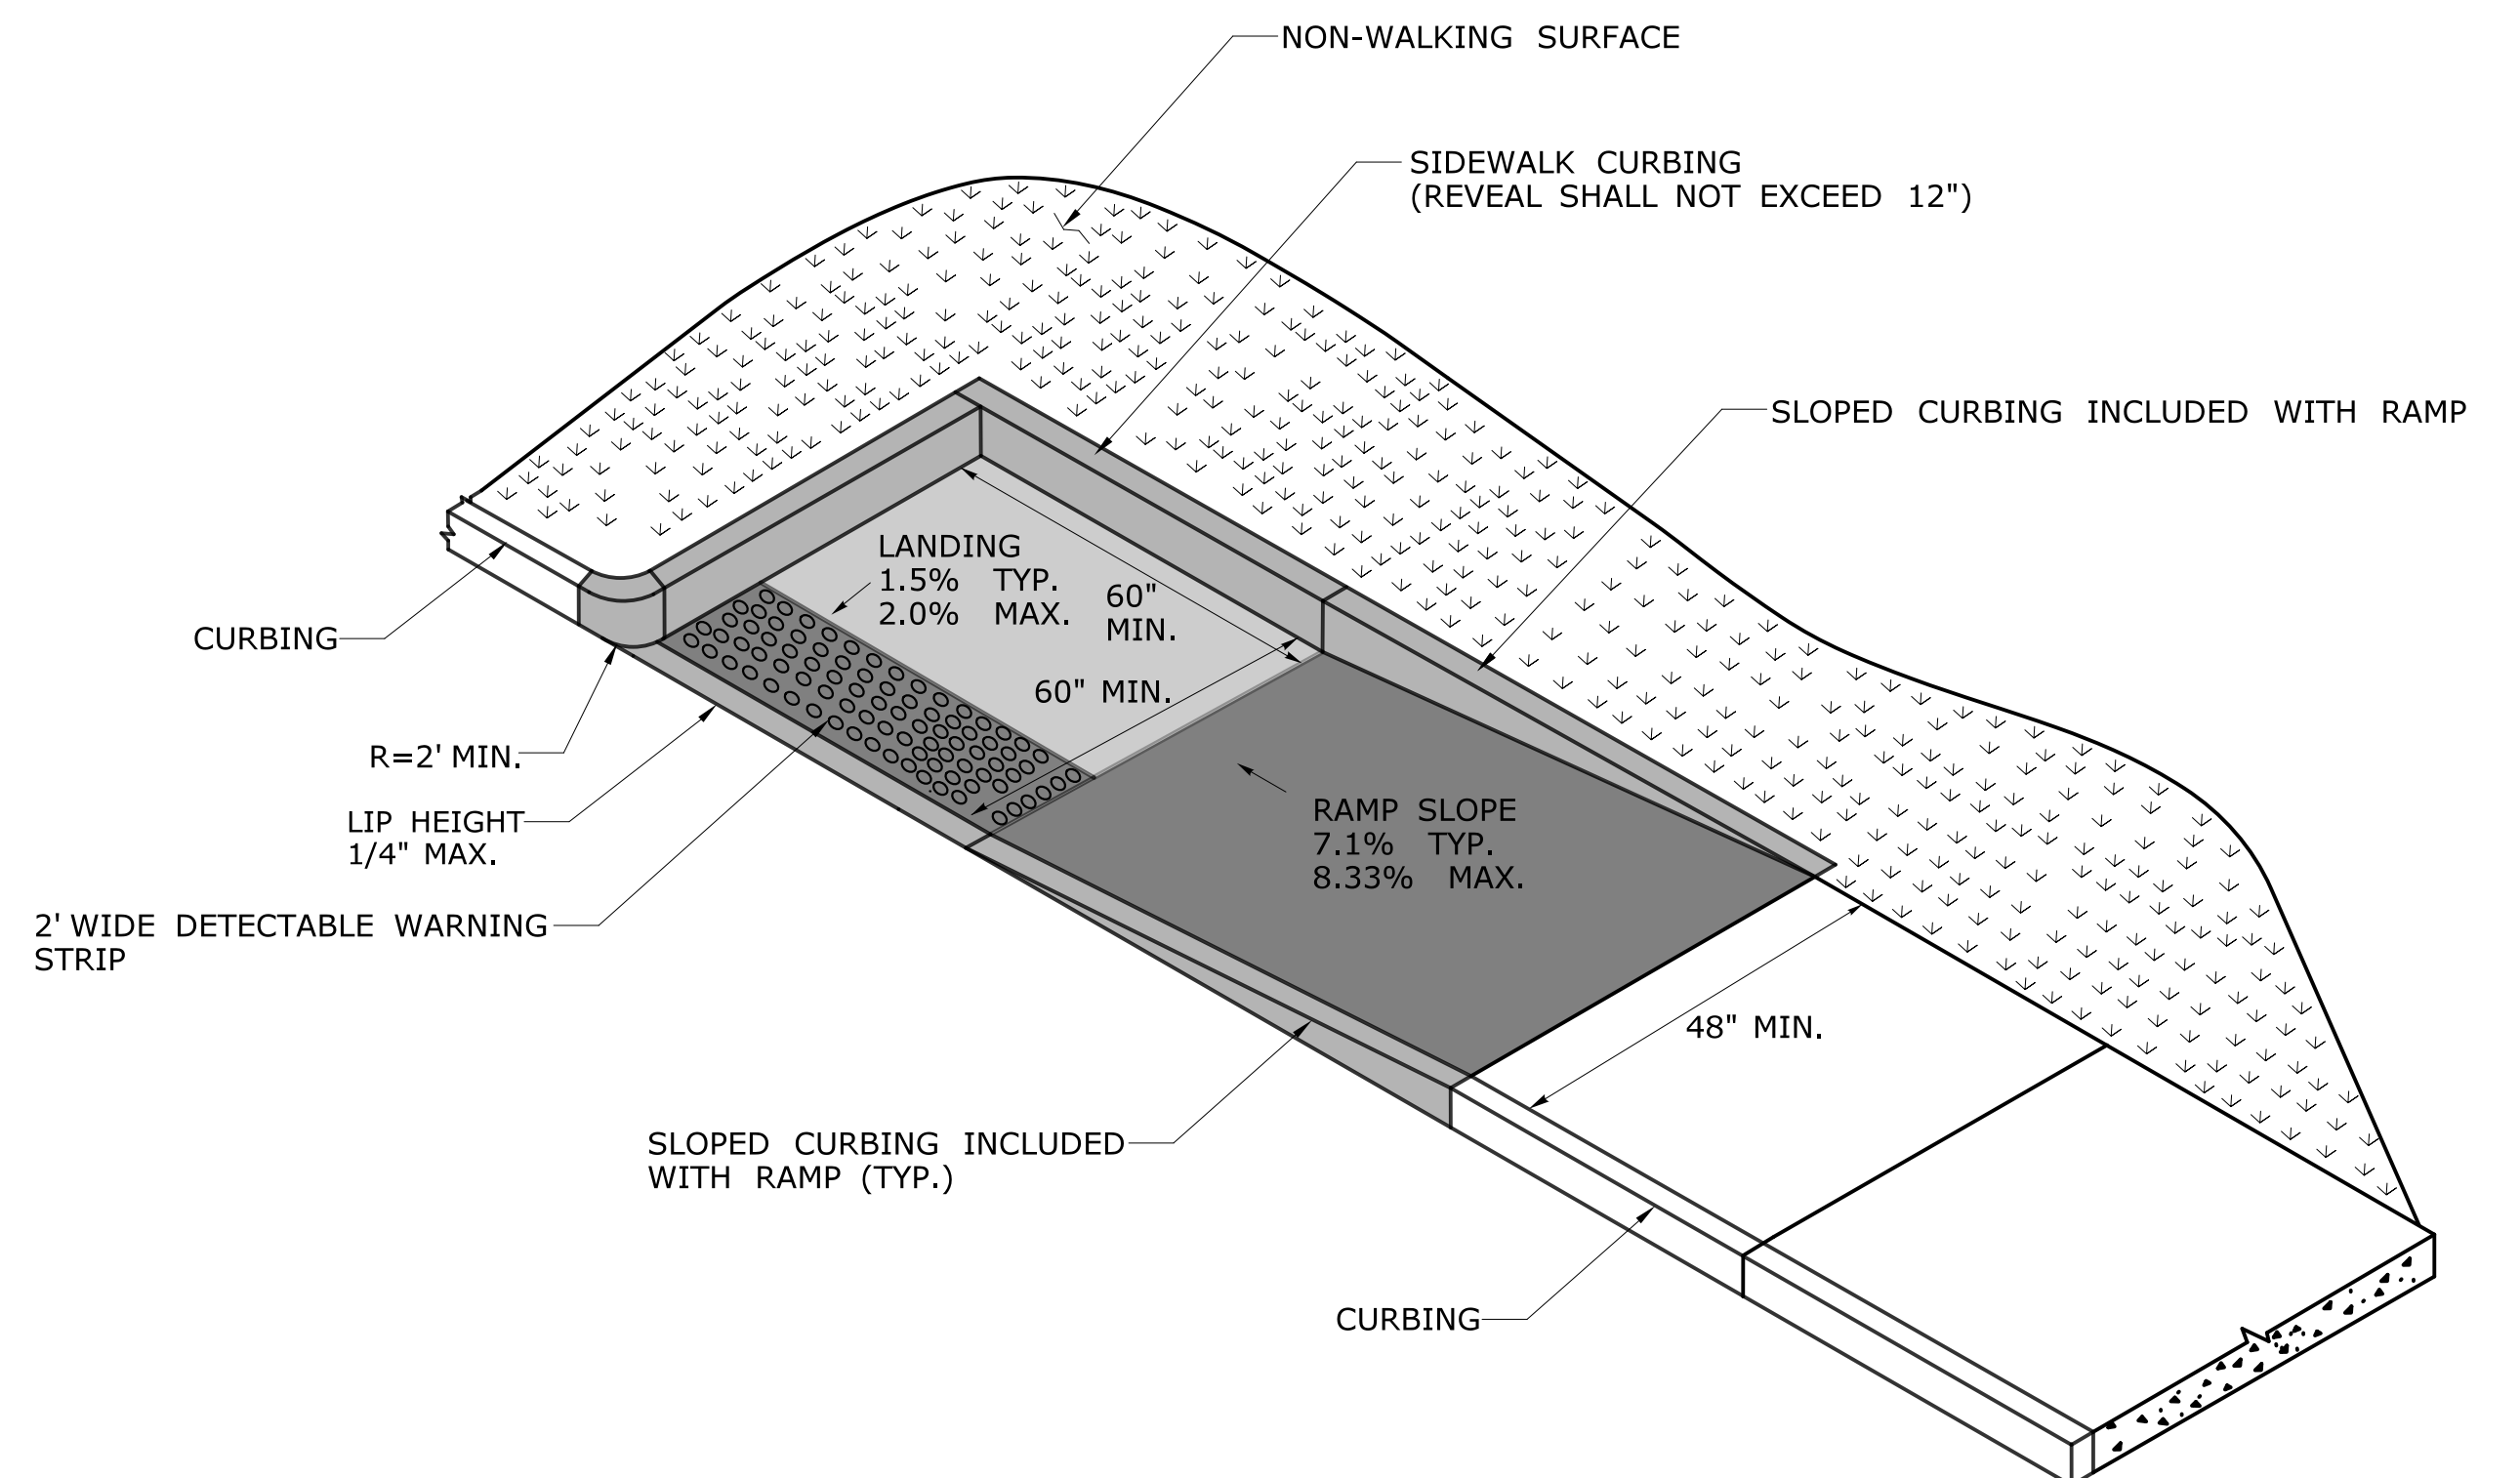 NON-WALKING SURFACE
SIDEWALK CURBING
(REVEAL SHALL NOT EXCEED 12")
SLOPED CURBING INCLUDED WITH RAMP
LANDING
1.5% TYP.
2.0% MAX.
60"
MIN.
60" MIN.
CURBING
R=2' MIN.
LIP HEIGHT
1/4" MAX.
RAMP SLOPE
7.1% TYP.
8.33% MAX.
2' WIDE DETECTABLE WARNING
STRIP
48" MIN.
SLOPED CURBING INCLUDED
WITH RAMP (TYP.)
CURBING